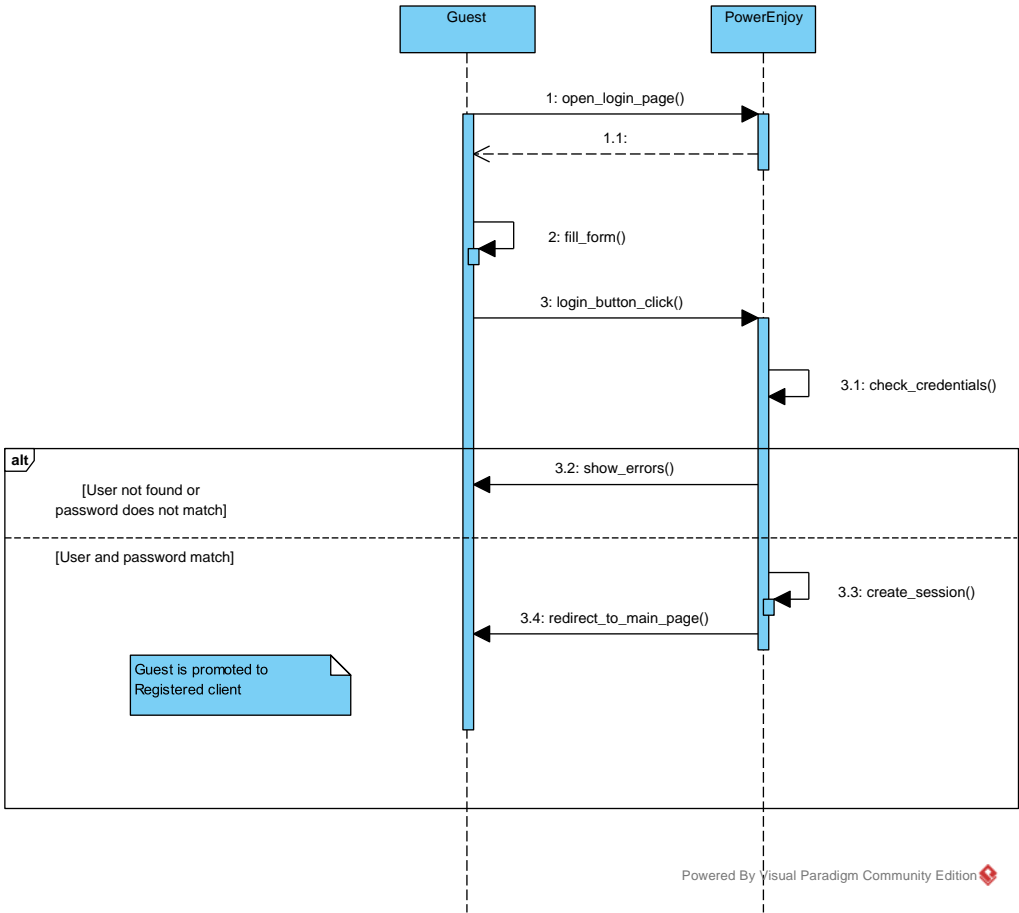 Guest
PowerEnjoy
1: open_login_page()
1.1:
2: fill_form()
3: login_button_click()
3.1: check_credentials()
alt
3.2: show_errors()
[User not found or
password does not match]
[User and password match]
3.3: create_session()
3.4: redirect_to_main_page()
Guest is promoted to
Registered client
Powered By Visual Paradigm Community Edition